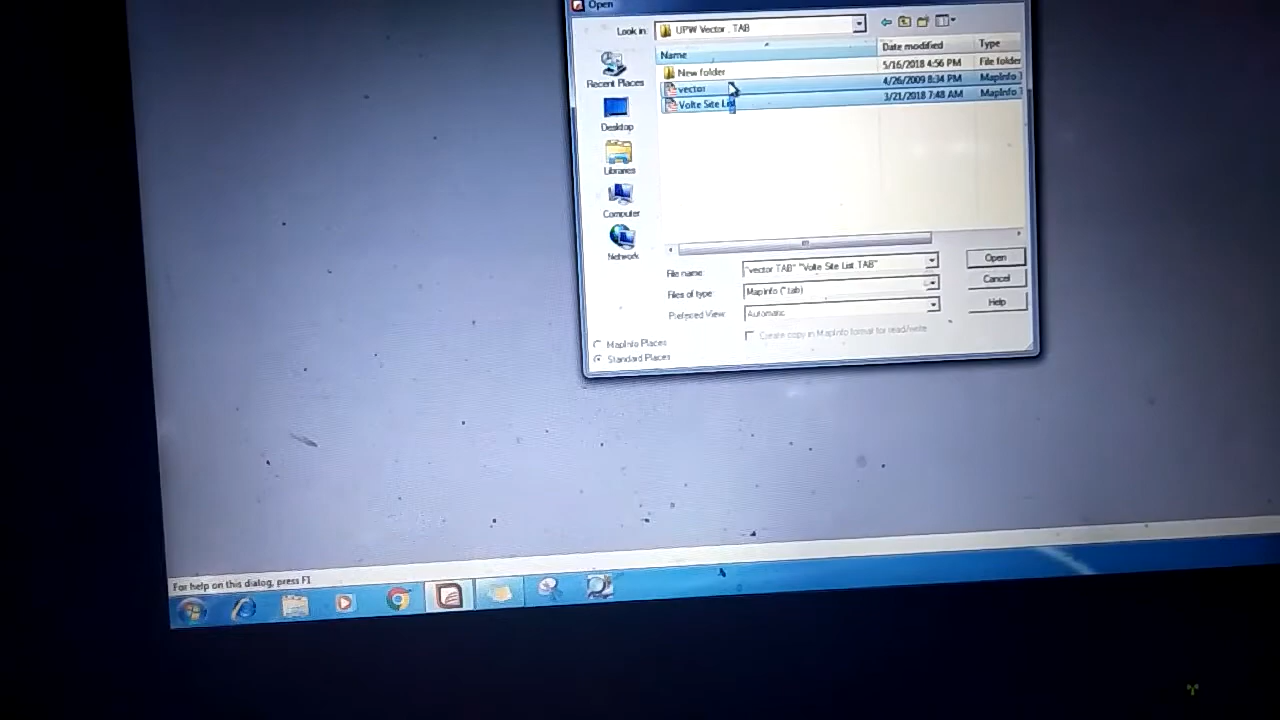 Open
Look in: UPW Vector , TAB
Name Date modified Type
New folder 5/16/2018 4:56 PM File folder
vector 4/26/2009 8:34 PM MapInfo T
Volte Site List 3/21/2018 7:48 AM MapInfo T
Recent Places
Desktop
Libraries
Computer
Network
File name: "vector.TAB" "Volte Site List.TAB" Open
Files of type: MapInfo (*.tab) Cancel
Preferred View: Automatic Help
Create copy in MapInfo format for read/write
MapInfo Places
Standard Places
For help on this dialog, press F1